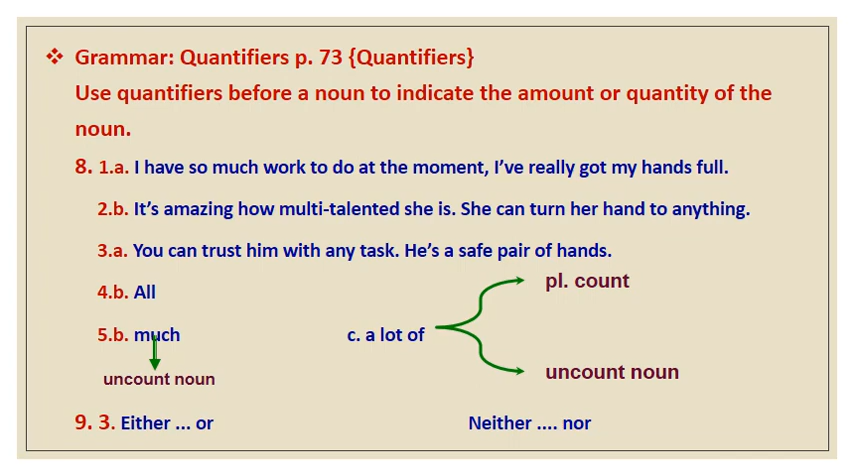 ❖ Grammar: Quantifiers p. 73 {Quantifiers}
Use quantifiers before a noun to indicate the amount or quantity of the
noun.
8. 1.a. I have so much work to do at the moment, I've really got my hands full.
2.b. It's amazing how multi-talented she is. She can turn her hand to anything.
3.a. You can trust him with any task. He's a safe pair of hands.
pl. count
4.b. All
5.b. much c. a lot of
uncount noun
uncount noun
9. 3. Either ... or Neither .... nor